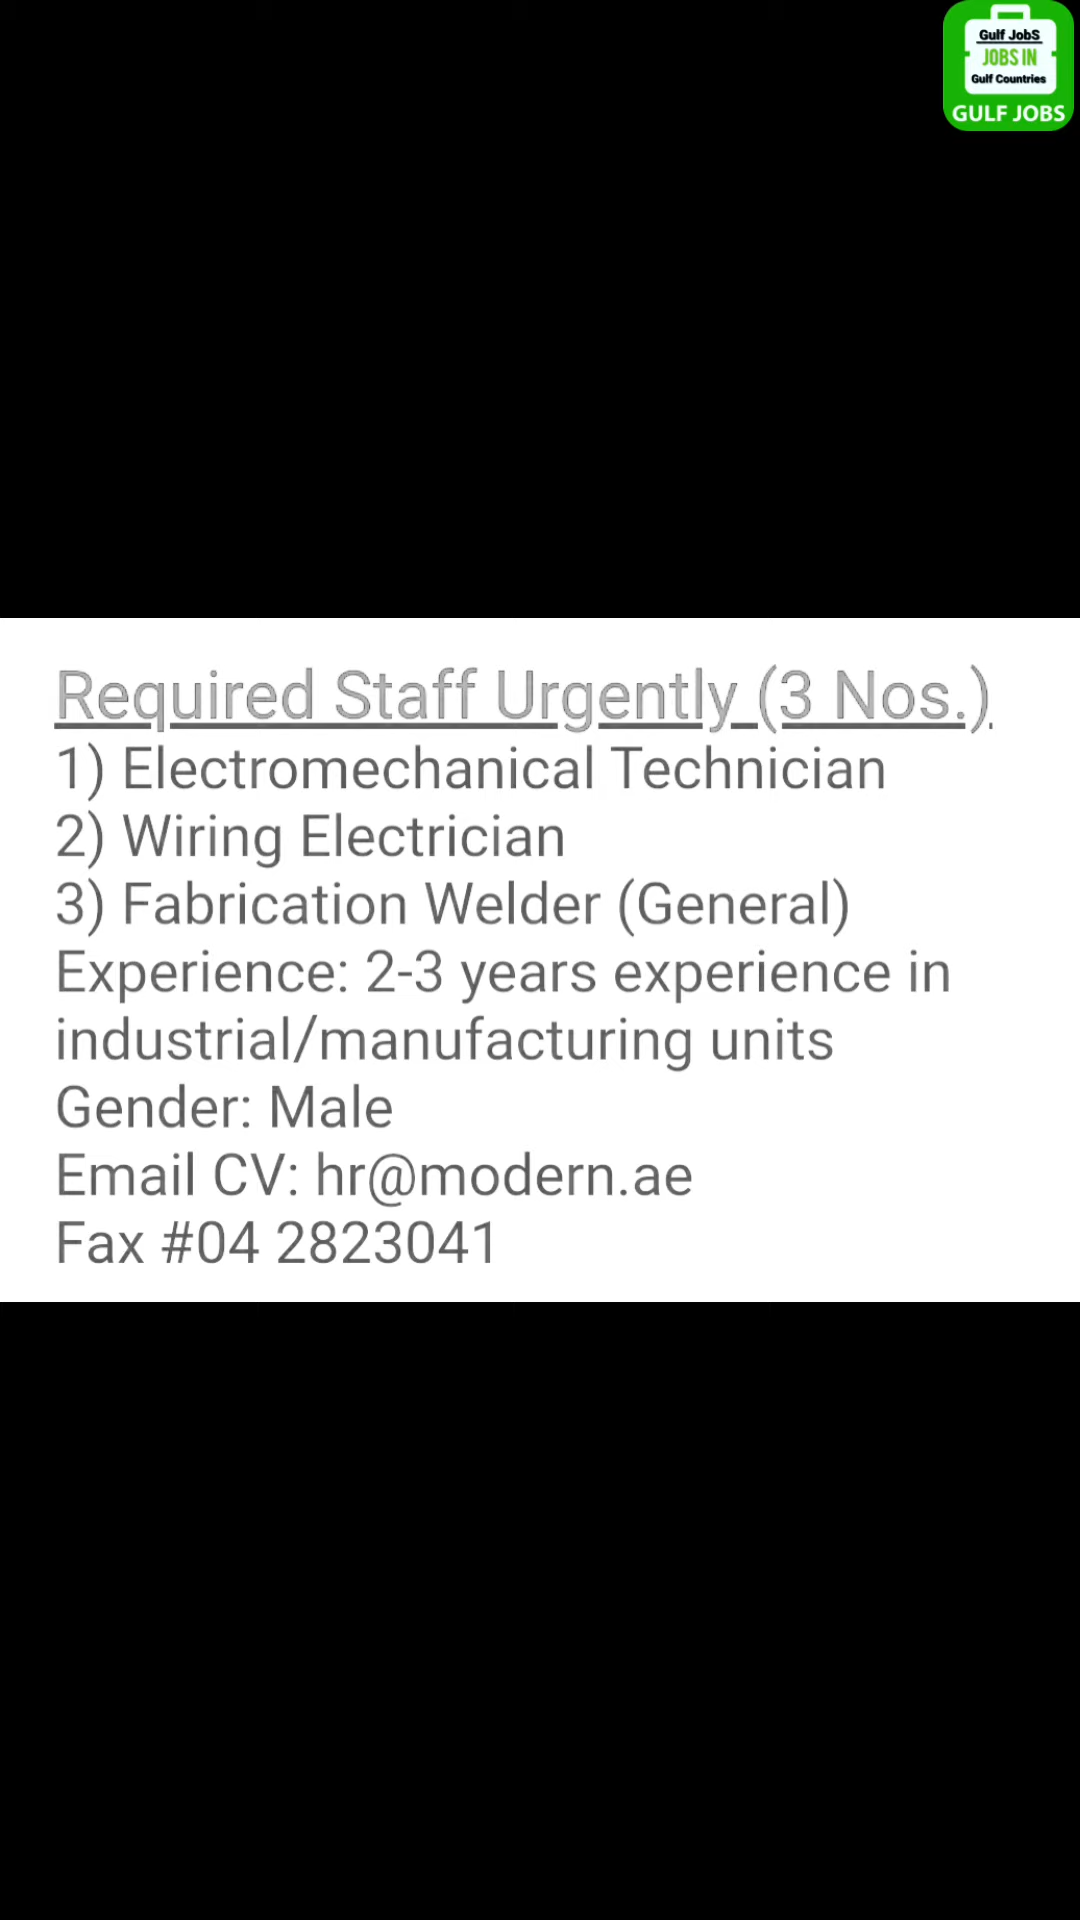 Gulf JobS
JOBS IN
Gulf Countries
GULF JOBS
Required Staff Urgently (3 Nos.)
1) Electromechanical Technician
2) Wiring Electrician
3) Fabrication Welder (General)
Experience: 2-3 years experience in
industrial/manufacturing units
Gender: Male
Email CV: hr@modern.ae
Fax #04 2823041